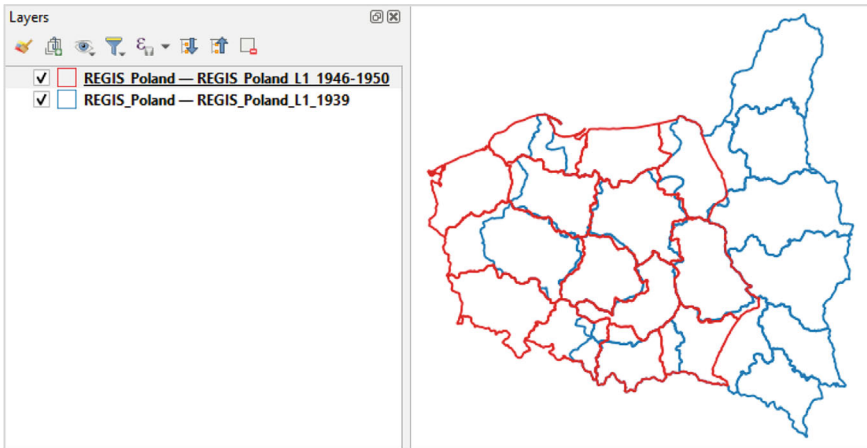 Layers
REGIS_Poland — REGIS_Poland_L1_1946-1950
REGIS_Poland — REGIS_Poland_L1_1939